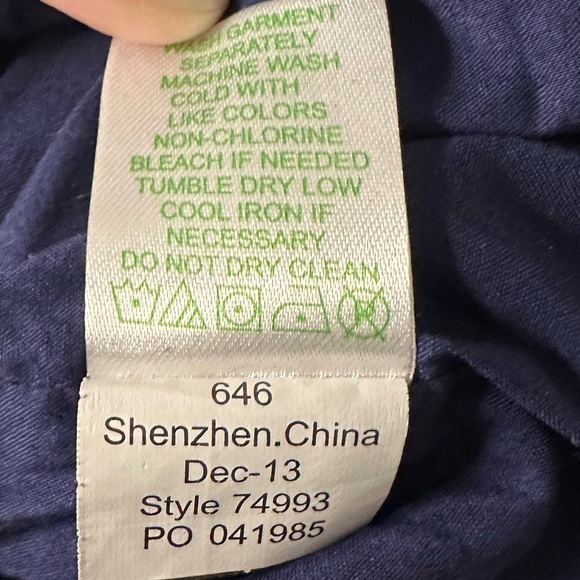 WASH GARMENT
SEPARATELY
MACHINE WASH
COLD WITH
LIKE COLORS
NON-CHLORINE
BLEACH IF NEEDED
TUMBLE DRY LOW
COOL IRON IF
NECESSARY
DO NOT DRY CLEAN
646
Shenzhen.China
Dec-13
Style 74993
PO 041985